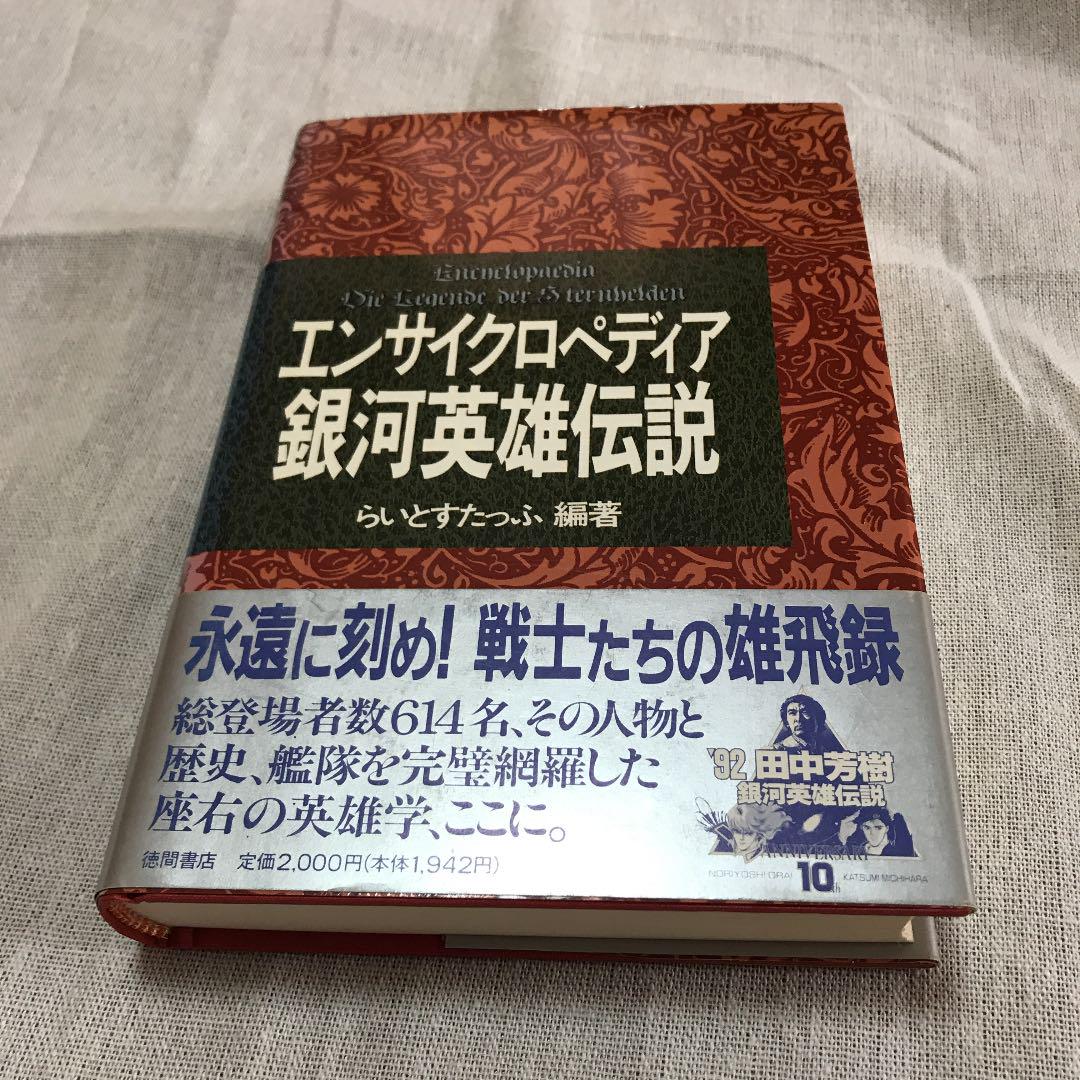 Encyclopaedia
Die Legende der Sternhelden
エンサイクロペディア
銀河英雄伝説
らいとすたっふ 編著
永遠に刻め! 戦士たちの雄飛録
総登場者数614名、その人物と
歴史、艦隊を完璧網羅した
座右の英雄学、ここに。
徳間書店 定価2,000円(本体1,942円)
'92 田中芳樹
銀河英雄伝説
ANNIVERSARY
10th
NORIYOSHI ORAI
KATSUMI MICHIHARA